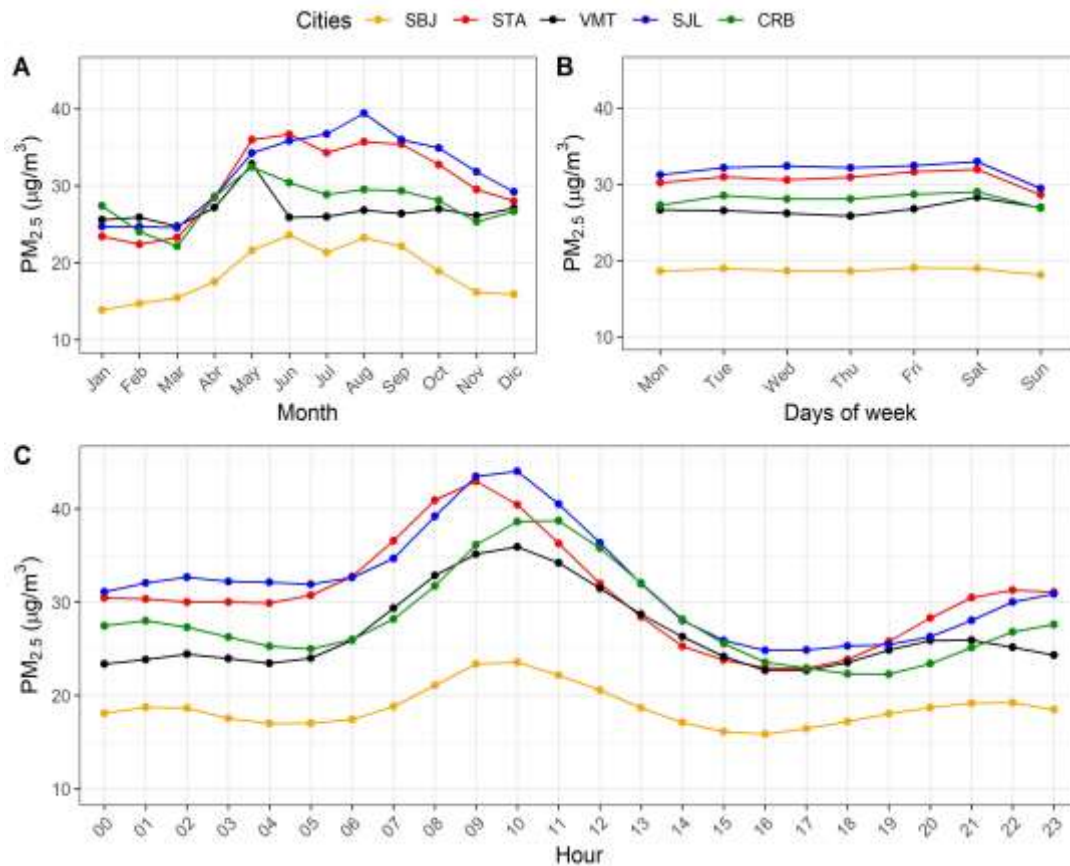 Cities SBJ STA VMT SJL CRB
A
PM2.5 (µg/m³)
40
30
20
10
Jan Feb Mar Abr May Jun Jul Aug Sep Oct Nov Dic
Month
B
PM2.5 (µg/m³)
40
30
20
10
Mon Tue Wed Thu Fri Sat Sun
Days of week
C
PM2.5 (µg/m³)
40
30
20
10
00 01 02 03 04 05 06 07 08 09 10 11 12 13 14 15 16 17 18 19 20 21 22 23
Hour